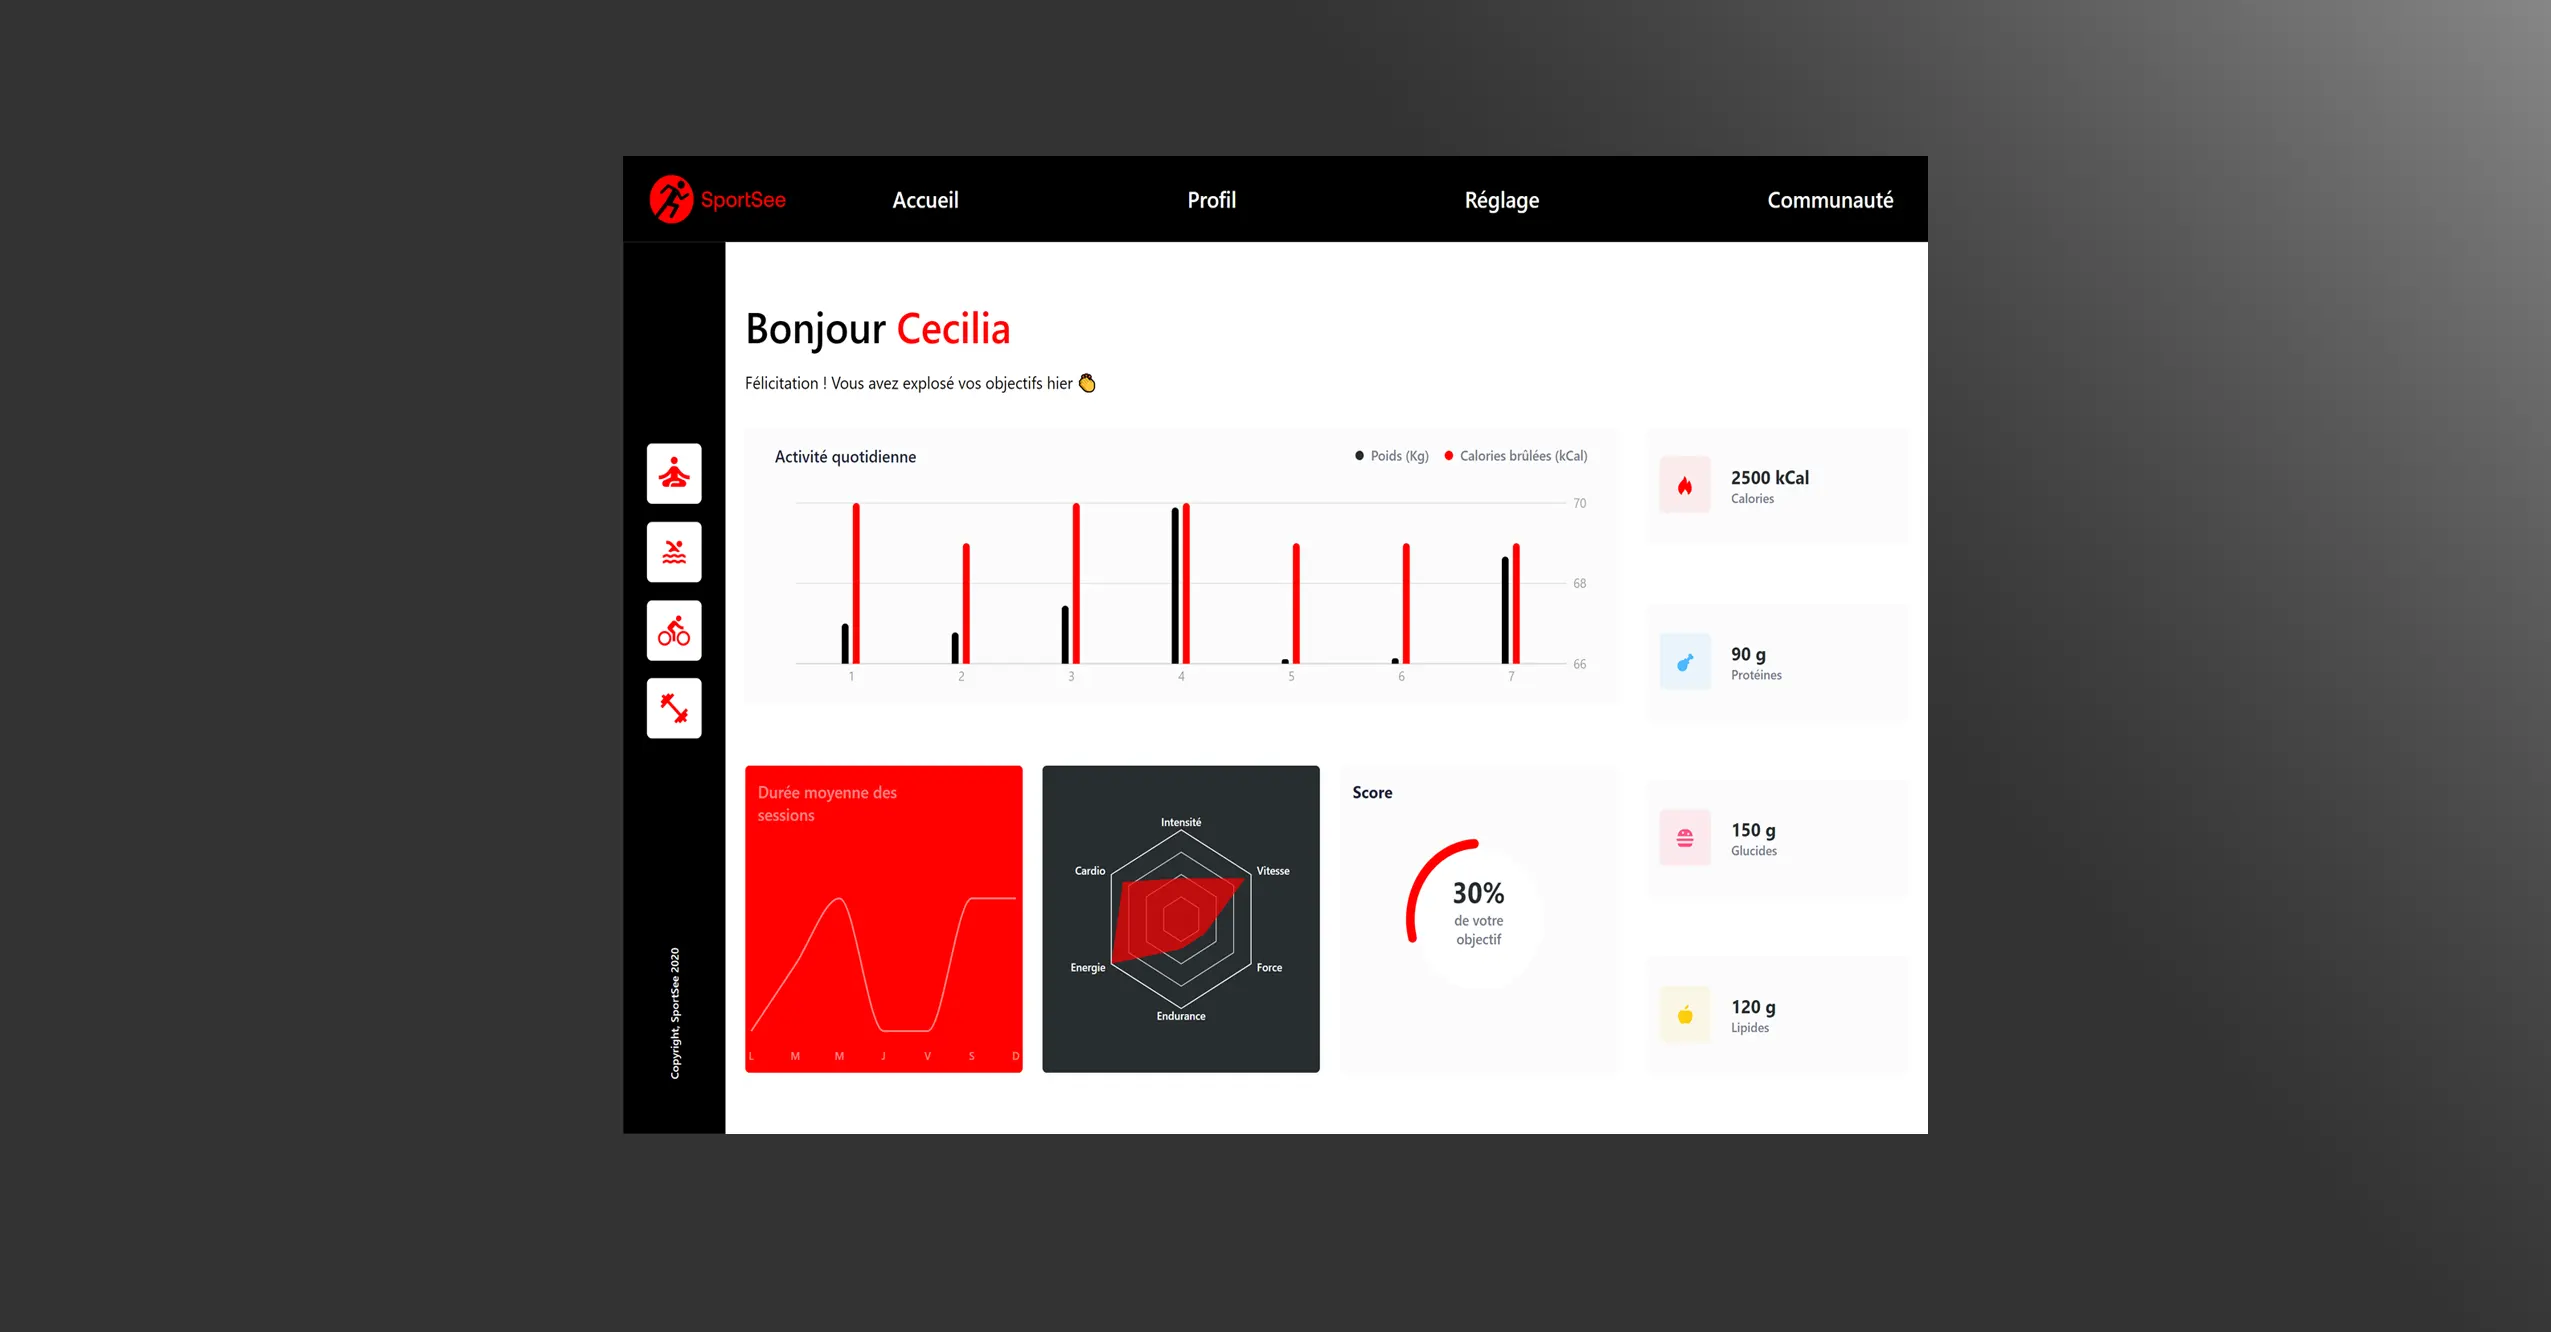 SportSee
Accueil
Profil
Réglage
Communauté
Bonjour Cecilia
Félicitation ! Vous avez explosé vos objectifs hier 👏
Activité quotidienne
Poids (Kg)
Calories brûlées (kCal)
70
68
66
1 2 3 4 5 6 7
2500 kCal
Calories
90 g
Protéines
150 g
Glucides
120 g
Lipides
Durée moyenne des
sessions
L M M J V S D
Intensité
Vitesse
Force
Endurance
Energie
Cardio
Score
30%
de votre
objectif
Copyright, SportSee 2020